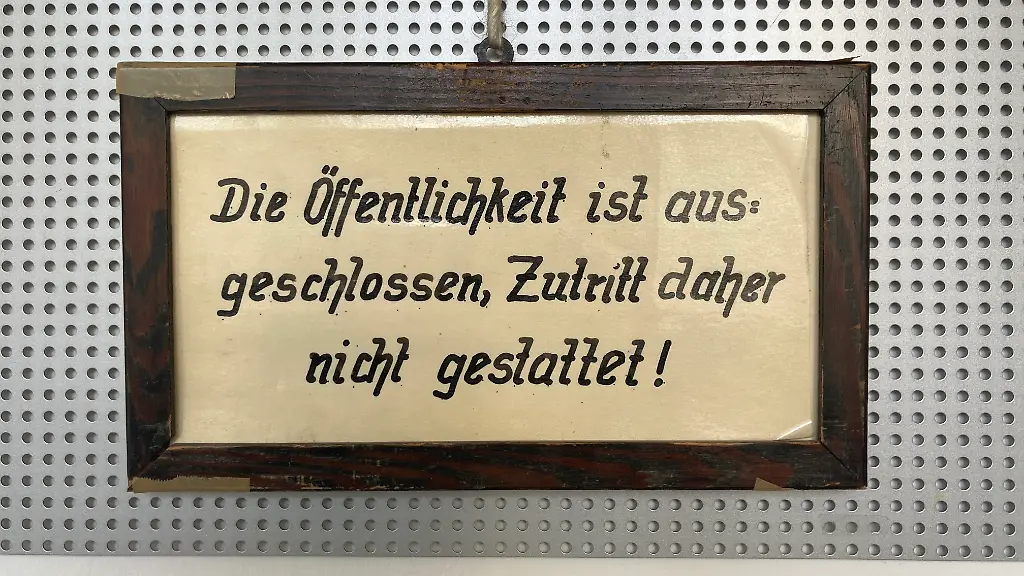 Die Öffentlichkeit ist aus=
geschlossen, Zutritt daher
nicht gestattet!